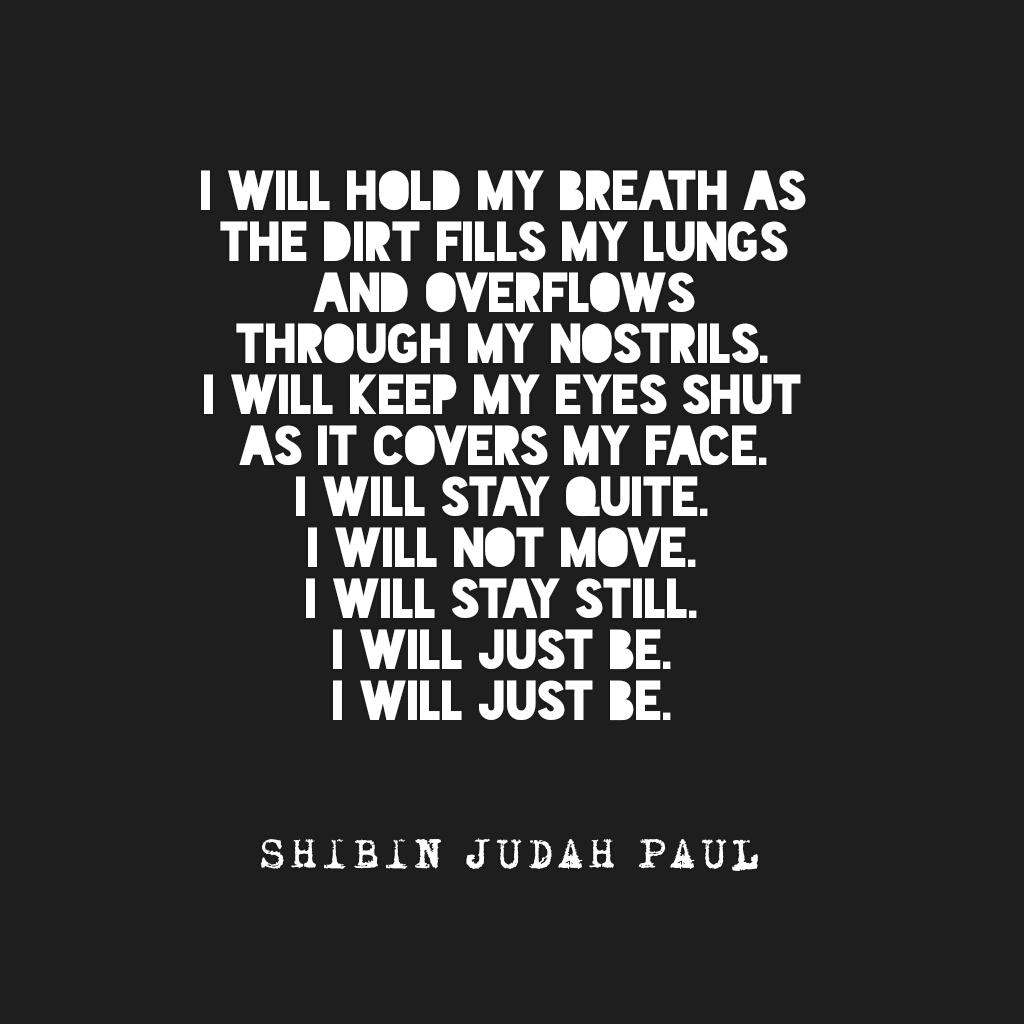 I WILL HOLD MY BREATH AS
THE DIRT FILLS MY LUNGS
AND OVERFLOWS
THROUGH MY NOSTRILS.
I WILL KEEP MY EYES SHUT
AS IT COVERS MY FACE.
I WILL STAY QUITE.
I WILL NOT MOVE.
I WILL STAY STILL.
I WILL JUST BE.
I WILL JUST BE.
SHIBIN JUDAH PAUL